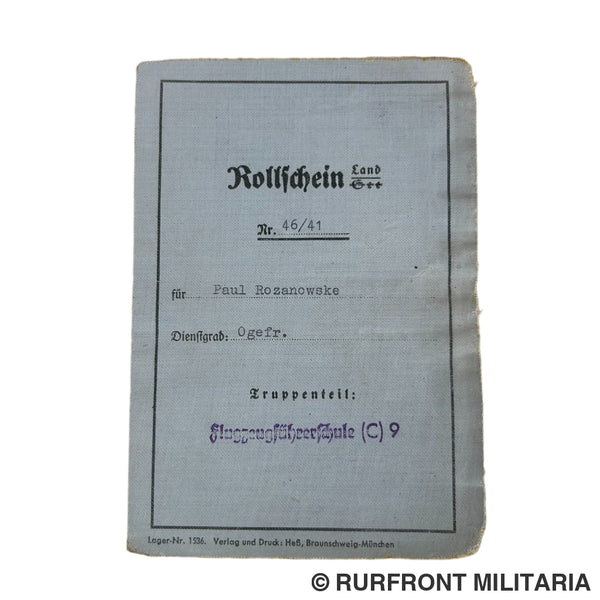 Rollschein Land
See
Nr. 46/41
für Paul Rozanowske
Dienstgrad: Ogefr.
Truppenteil:
Flugzeugführerschule (C) 9
Lager-Nr. 1536. Verlag und Druck: Heß, Braunschweig-München
© RURFRONT MILITARIA